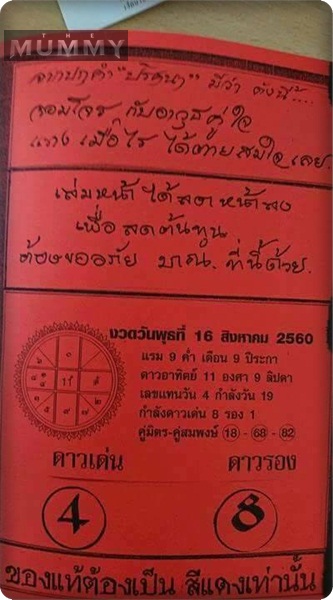 THE
MUMMY
"ปริศนา" มีว่า ดังนี้...
จอมโจร กับอาวุธคู่ใจ
แทง เมื่อไร ได้ตายสมใจเลย.
เล่มหน้า ได้ลดหน้าลง
เพื่อ ลดต้นทุน
ต้องขออภัย มาณ. ที่นี้ด้วย.
งวดวันพุธที่ 16 สิงหาคม 2560
แรม 9 ค่ำ เดือน 9 ปีระกา
ดาวอาทิตย์ 11 องศา 9 ลิปดา
เลขแทนวัน 4 กำลังวัน 19
กำลังดาวเด่น 8 รอง 1
คู่มิตร-คู่สมพงษ์ 18 - 68 - 82
ดาวเด่น ดาวรอง
4 8
ของแท้ต้องเป็น สีแดงเท่านั้น